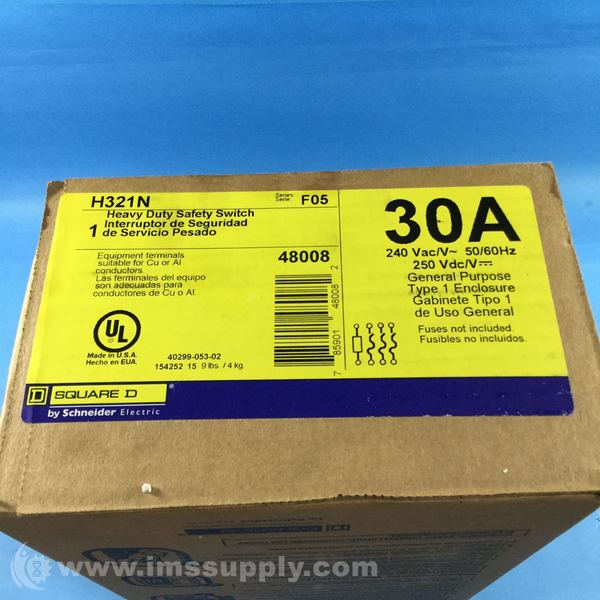 H321N
Series
Serie:
F05
Heavy Duty Safety Switch
1 Interruptor de Seguridad
de Servicio Pesado
Equipment terminals
suitable for Cu or Al
conductors
Las terminales del equipo
son adecuadas para
conductores de Cu o Al.
48008
7 85901 48008 2
UL
Made in U.S.A.
Hecho en EUA.
40299-053-02
154252 15 9 lbs. / 4 kg.
30A
240 Vac/V~ 50/60Hz
250 Vdc/V
General Purpose
Type 1 Enclosure
Gabinete Tipo 1
de Uso General
Fuses not included.
Fusibles no incluidos.
D SQUARE D
by Schneider Electric
www.imssupply.com